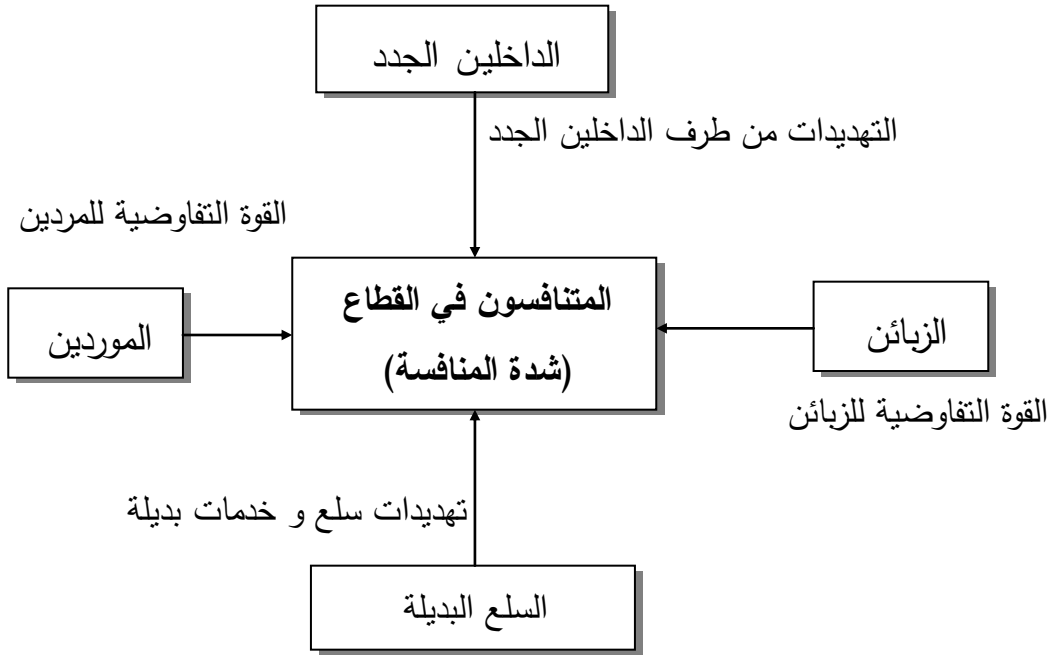 الداخلين الجدد
التهديدات من طرف الداخلين الجدد
القوة التفاوضية للمردين
المتنافسون في القطاع
(شدة المنافسة)
الزبائن
الموردين
القوة التفاوضية للزبائن
تهديدات سلع و خدمات بديلة
السلع البديلة